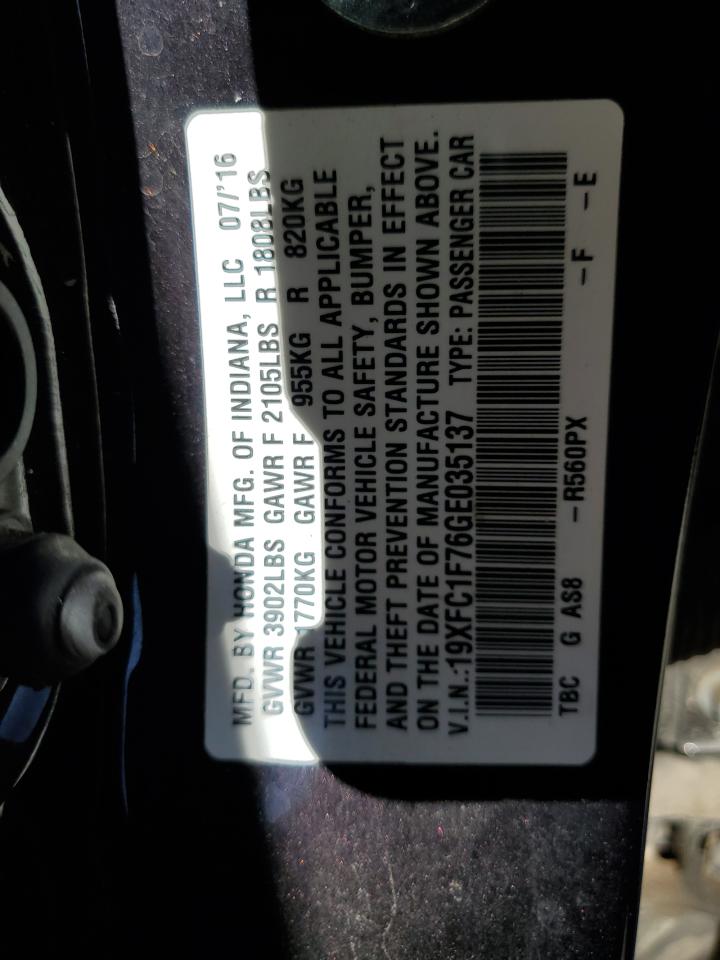 MFD. BY HONDA MFG. OF INDIANA, LLC 07/'16
GVWR 3902LBS GAWR F 2105LBS R 1808LBS
GVWR 1770KG GAWR F 955KG R 820KG
THIS VEHICLE CONFORMS TO ALL APPLICABLE
FEDERAL MOTOR VEHICLE SAFETY, BUMPER,
AND THEFT PREVENTION STANDARDS IN EFFECT
ON THE DATE OF MANUFACTURE SHOWN ABOVE.
V.I.N.:19XFC1F76GE035137 TYPE: PASSENGER CAR
TBC G AS8 –R560PX –F –E